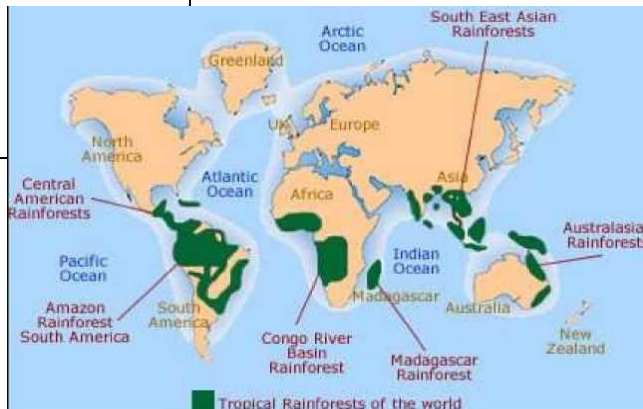 South East Asian
Rainforests
Arctic
Ocean
Greenland
UK
Europe
North
America
Atlantic
Ocean
Asia
Africa
Central
American
Rainforests
Australasia
Rainforests
Pacific
Ocean
Indian
Ocean
Amazon
Rainforest
South America
South
America
Madagascar
Australia
Congo River
Basin
Rainforest
Madagascar
Rainforest
New
Zealand
Tropical Rainforests of the world